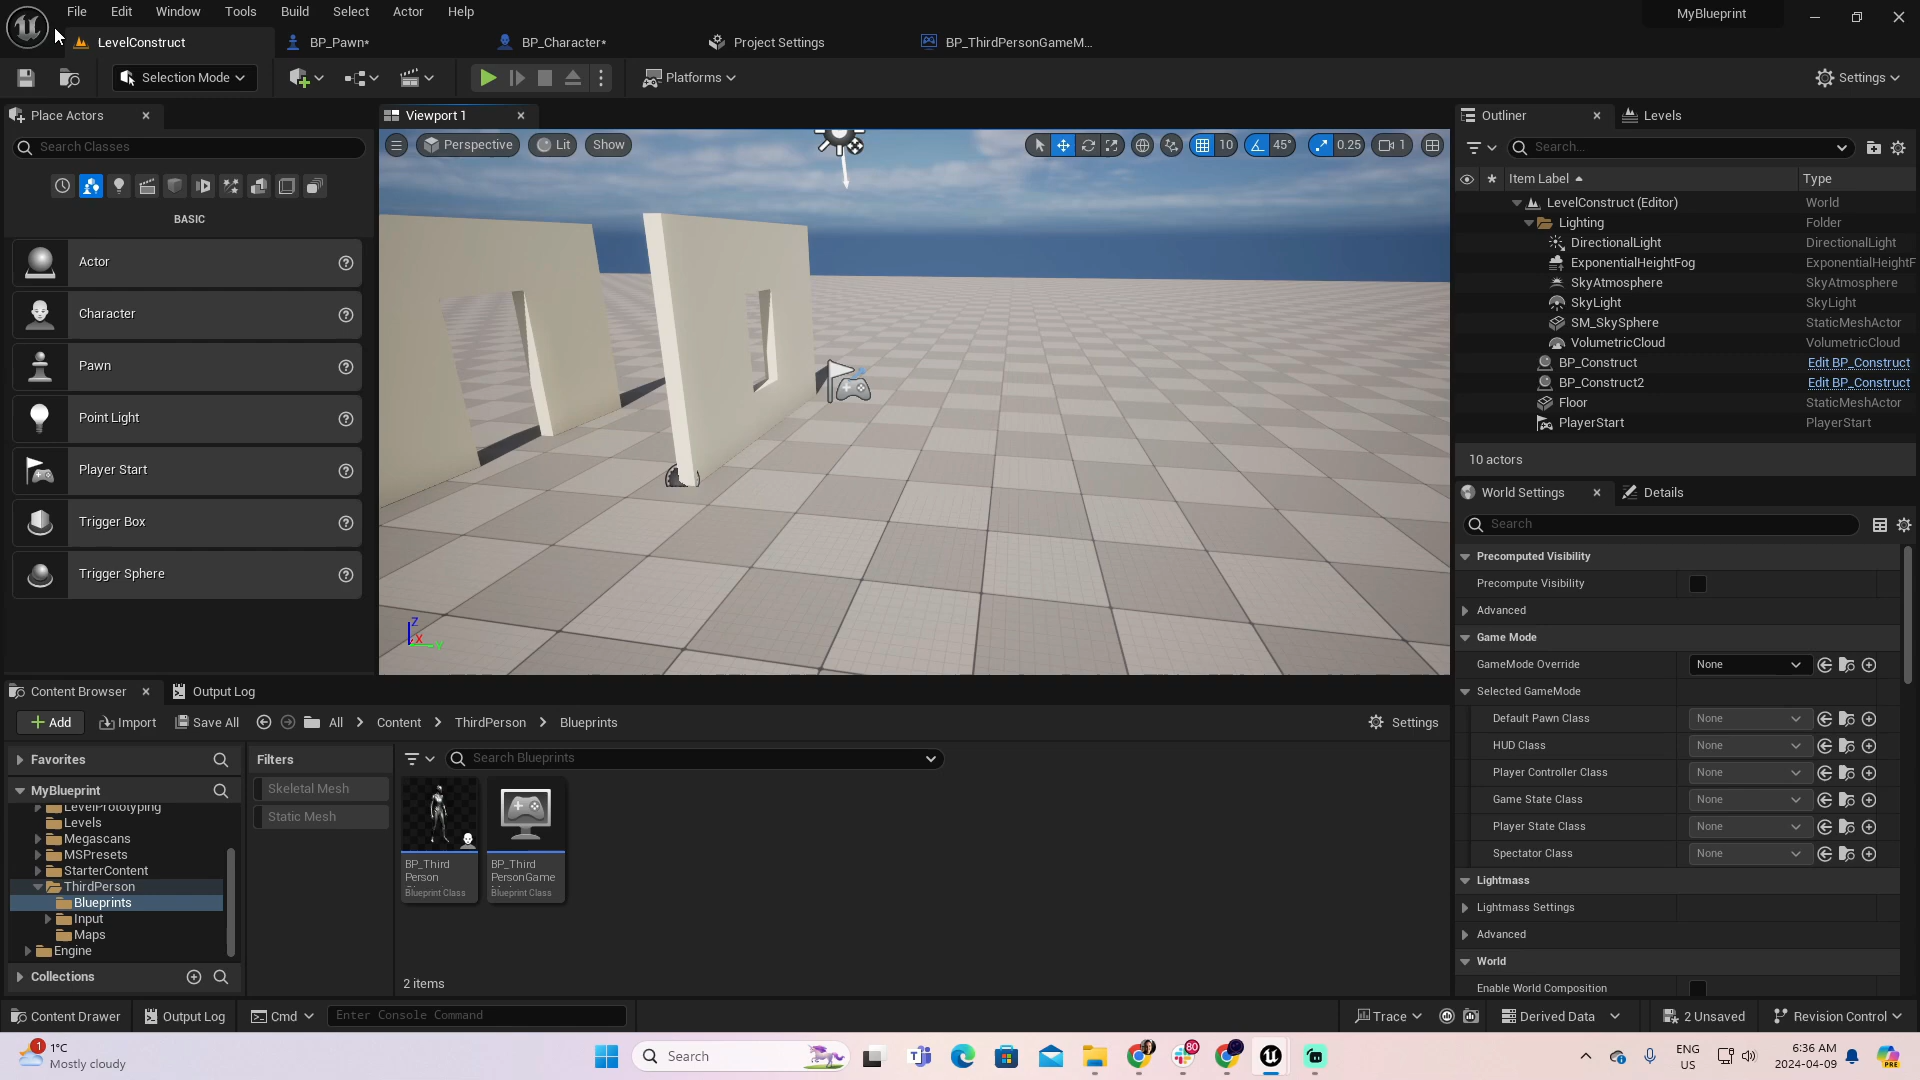 File Edit Window Tools Build Select Actor Help
MyBlueprint
LevelConstruct BP_Pawn* BP_Character* Project Settings BP_ThirdPersonGameM...
Selection Mode Platforms Settings
Place Actors
Search Classes
BASIC
Actor
Character
Pawn
Point Light
Player Start
Trigger Box
Trigger Sphere
Viewport 1
Perspective Lit Show 10 45° 0.25 1
Z
X
Y
Outliner Levels
Search...
Item Label Type
LevelConstruct (Editor) World
Lighting Folder
DirectionalLight DirectionalLight
ExponentialHeightFog ExponentialHeightF
SkyAtmosphere SkyAtmosphere
SkyLight SkyLight
SM_SkySphere StaticMeshActor
VolumetricCloud VolumetricCloud
BP_Construct Edit BP_Construct
BP_Construct2 Edit BP_Construct
Floor StaticMeshActor
PlayerStart PlayerStart
10 actors
World Settings Details
Search
Precomputed Visibility
Precompute Visibility
Advanced
Game Mode
GameMode Override None
Selected GameMode
Default Pawn Class None
HUD Class None
Player Controller Class None
Game State Class None
Player State Class None
Spectator Class None
Lightmass
Lightmass Settings
Advanced
World
Enable World Composition
Content Browser Output Log
Add Import Save All All Content ThirdPerson Blueprints Settings
Favorites
MyBlueprint
LevelPrototyping
Levels
Megascans
MSPresets
StarterContent
ThirdPerson
Blueprints
Input
Maps
Engine
Collections
Filters
Skeletal Mesh
Static Mesh
Search Blueprints
BP_Third
Person
Blueprint Class
BP_Third
PersonGame
Blueprint Class
2 items
Content Drawer Output Log Cmd Enter Console Command Trace Derived Data 2 Unsaved Revision Control
1
1°C
Mostly cloudy
Search
80
ENG
US
6:36 AM
2024-04-09
PRE